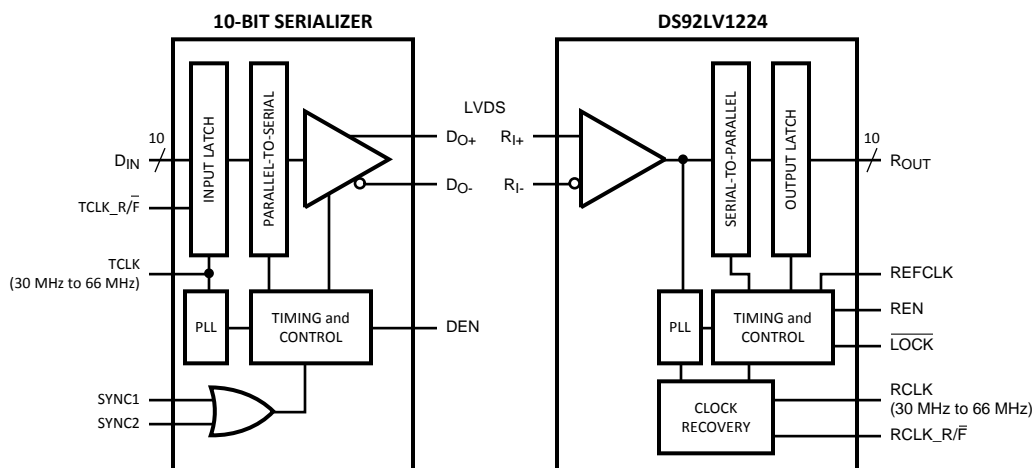 10-BIT SERIALIZER
DS92LV1224
LVDS
10
DIN
TCLK_R/F̅
TCLK
(30 MHz to 66 MHz)
SYNC1
SYNC2
INPUT LATCH
PARALLEL-TO-SERIAL
PLL
TIMING and
CONTROL
DO+
DO-
DEN
RI+
RI-
SERIAL-TO-PARALLEL
OUTPUT LATCH
PLL
TIMING and
CONTROL
CLOCK
RECOVERY
10
ROUT
REFCLK
REN
L̅O̅C̅K̅
RCLK
(30 MHz to 66 MHz)
RCLK_R/F̅